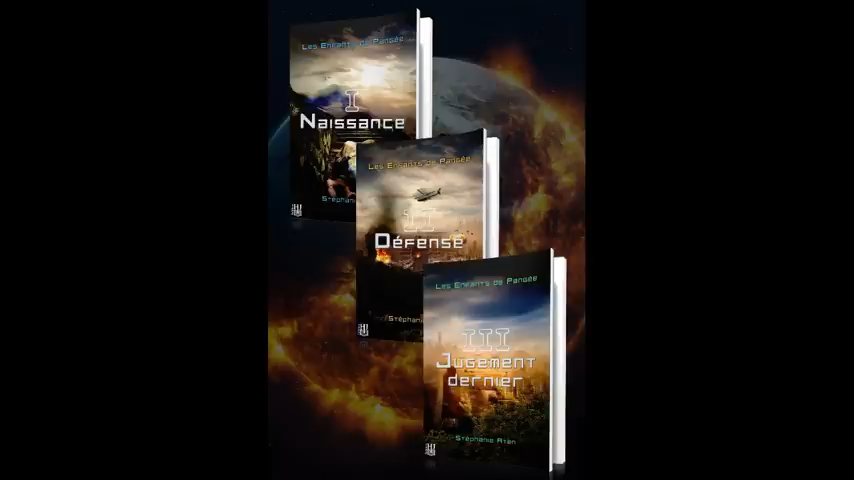 Les Enfants de Pangée
I
Naissance
Les Enfants de Pangée
II
Défense
Les Enfants de Pangée
III
Jugement
dernier
Stéphanie Aten